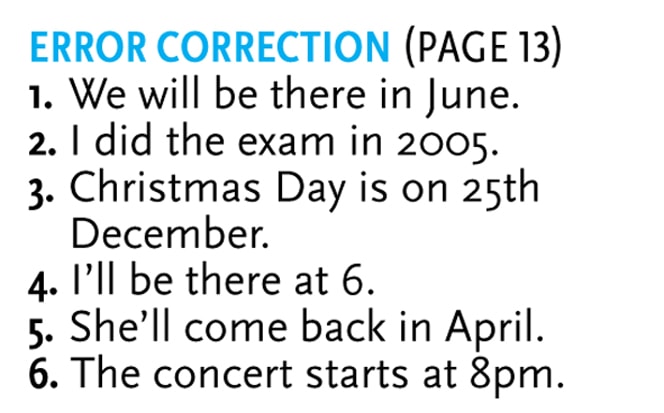 ERROR CORRECTION (PAGE 13)
1. We will be there in June.
2. I did the exam in 2005.
3. Christmas Day is on 25th
December.
4. I'll be there at 6.
5. She'll come back in April.
6. The concert starts at 8pm.